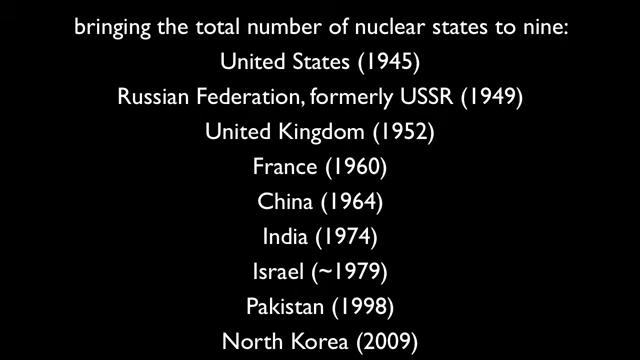 bringing the total number of nuclear states to nine:
United States (1945)
Russian Federation, formerly USSR (1949)
United Kingdom (1952)
France (1960)
China (1964)
India (1974)
Israel (~1979)
Pakistan (1998)
North Korea (2009)